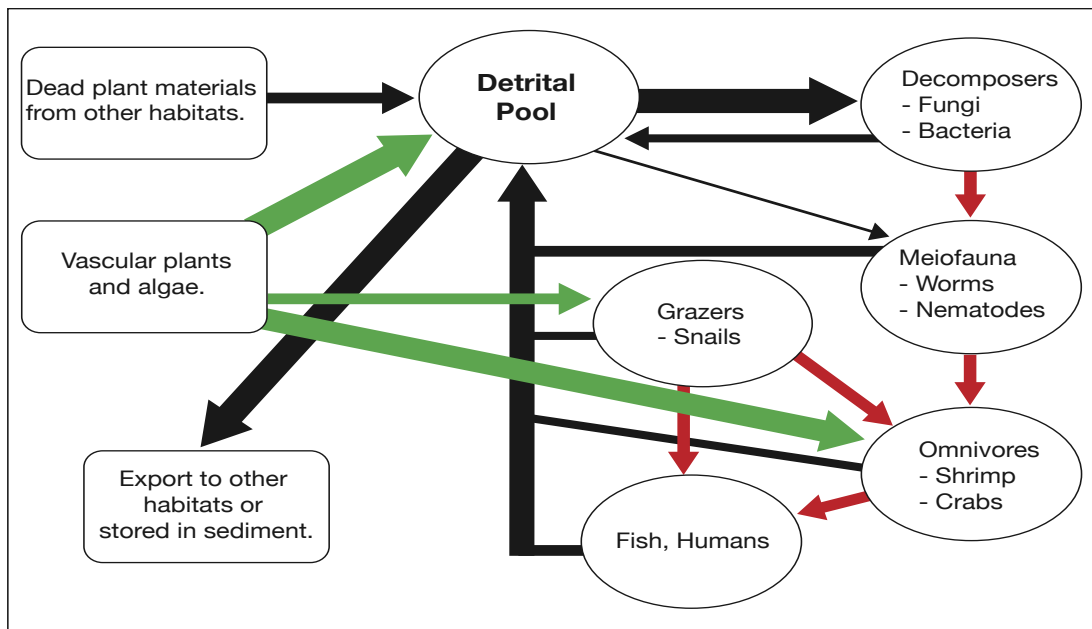 Dead plant materials
from other habitats.
Detrital
Pool
Decomposers
- Fungi
- Bacteria
Vascular plants
and algae.
Meiofauna
- Worms
- Nematodes
Grazers
- Snails
Omnivores
- Shrimp
- Crabs
Export to other
habitats or
stored in sediment.
Fish, Humans